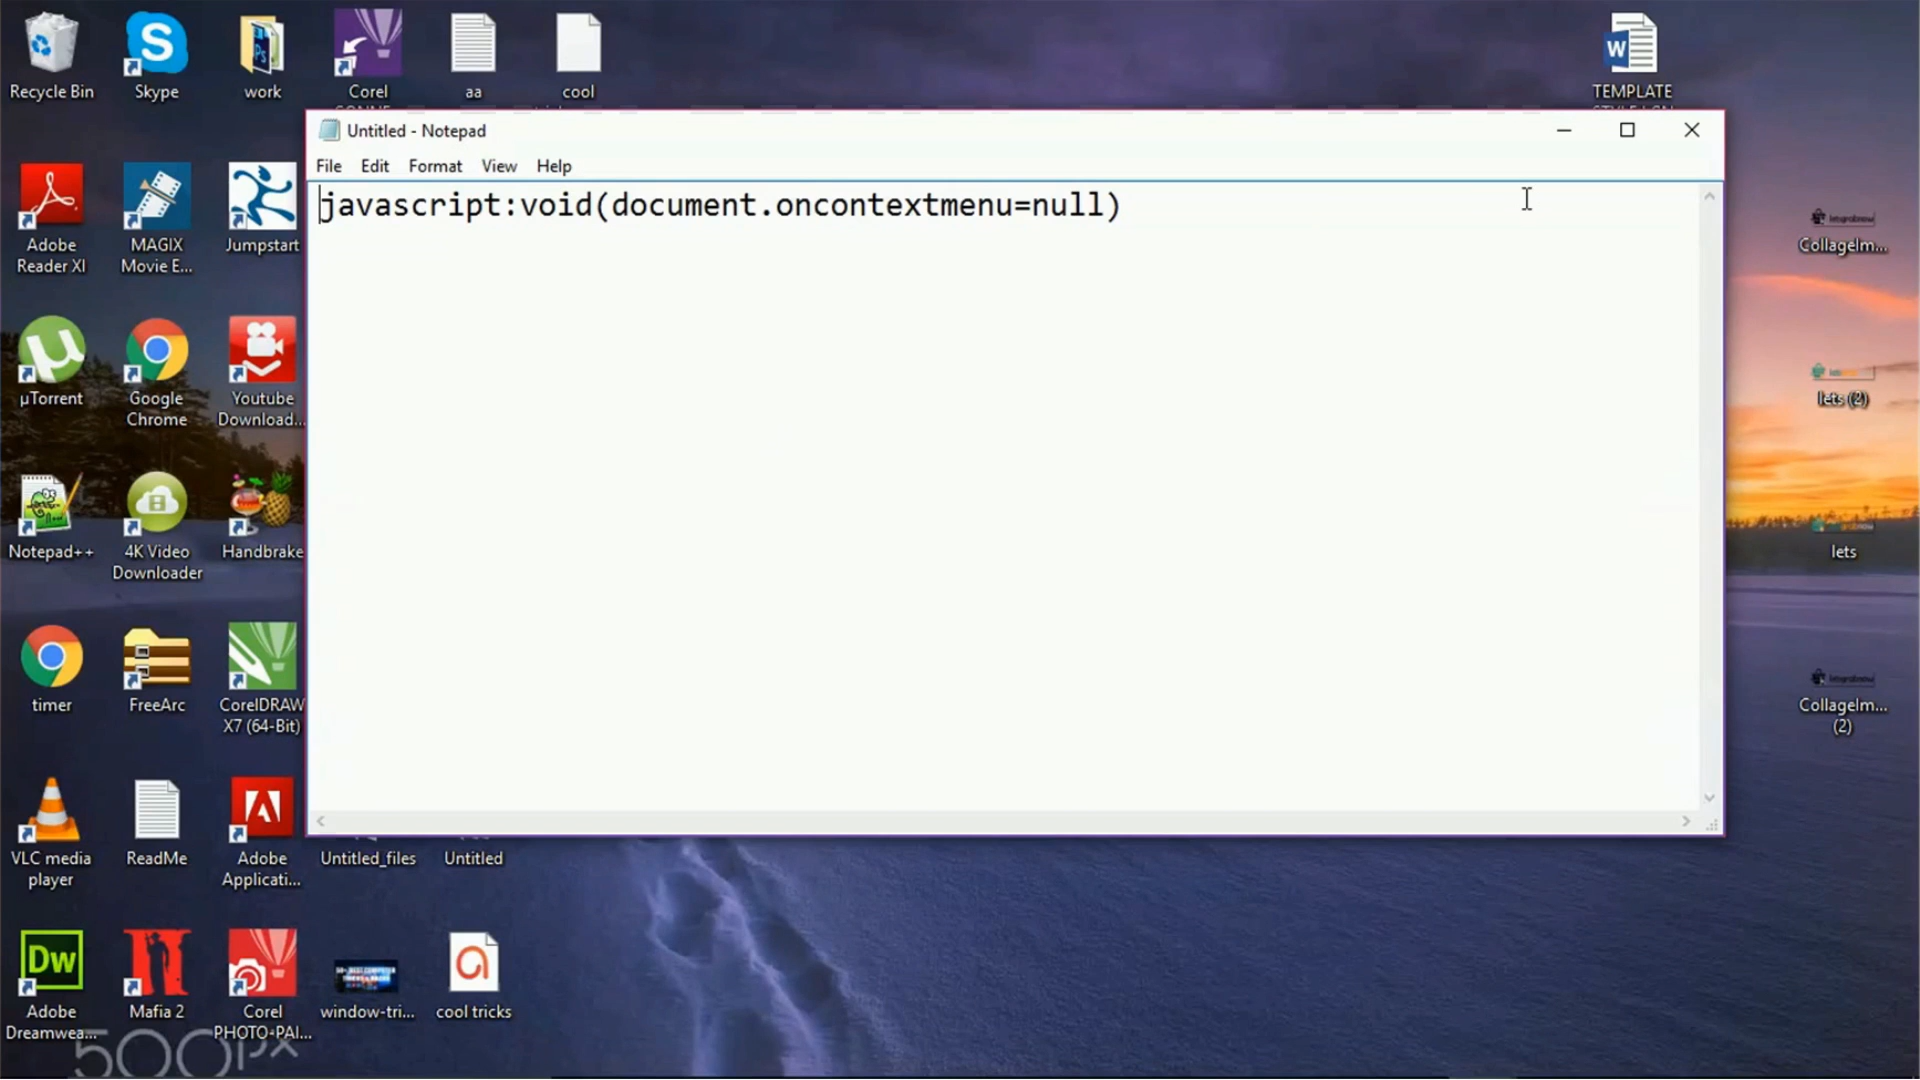 Recycle Bin
Skype
work
Corel
aa
cool
TEMPLATE
Untitled - Notepad
File Edit Format View Help
javascript:void(document.oncontextmenu=null)
Adobe
Reader XI
MAGIX
Movie E...
Jumpstart
CollageIm...
µTorrent
Google
Chrome
Youtube
Download...
lets (2)
Notepad++
4K Video
Downloader
Handbrake
lets
timer
FreeArc
CorelDRAW
X7 (64-Bit)
CollageIm...
(2)
VLC media
player
ReadMe
Adobe
Applicati...
Untitled_files
Untitled
Dw
Adobe
Dreamwea...
Mafia 2
Corel
PHOTO-PAI...
window-tri...
cool tricks
500px